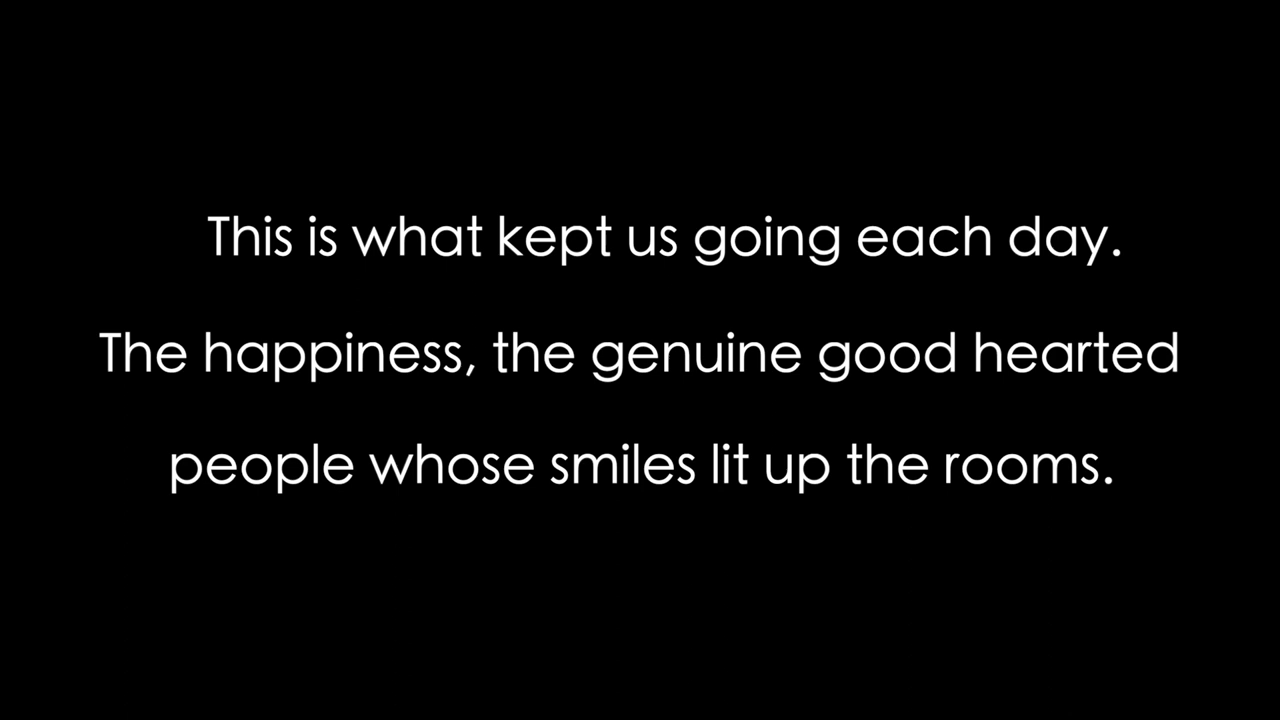 This is what kept us going each day.
The happiness, the genuine good hearted
people whose smiles lit up the rooms.